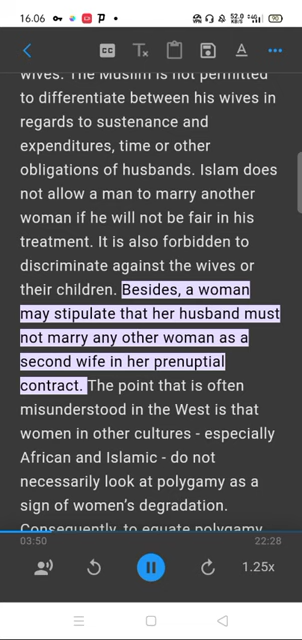 16.06
52.0 KB/S
wives. The Muslim is not permitted
to differentiate between his wives in
regards to sustenance and
expenditures, time or other
obligations of husbands. Islam does
not allow a man to marry another
woman if he will not be fair in his
treatment. It is also forbidden to
discriminate against the wives or
their children. Besides, a woman
may stipulate that her husband must
not marry any other woman as a
second wife in her prenuptial
contract. The point that is often
misunderstood in the West is that
women in other cultures - especially
African and Islamic - do not
necessarily look at polygamy as a
sign of women's degradation.
Consequently, to equate polygamy
03:50 22:28
1.25x